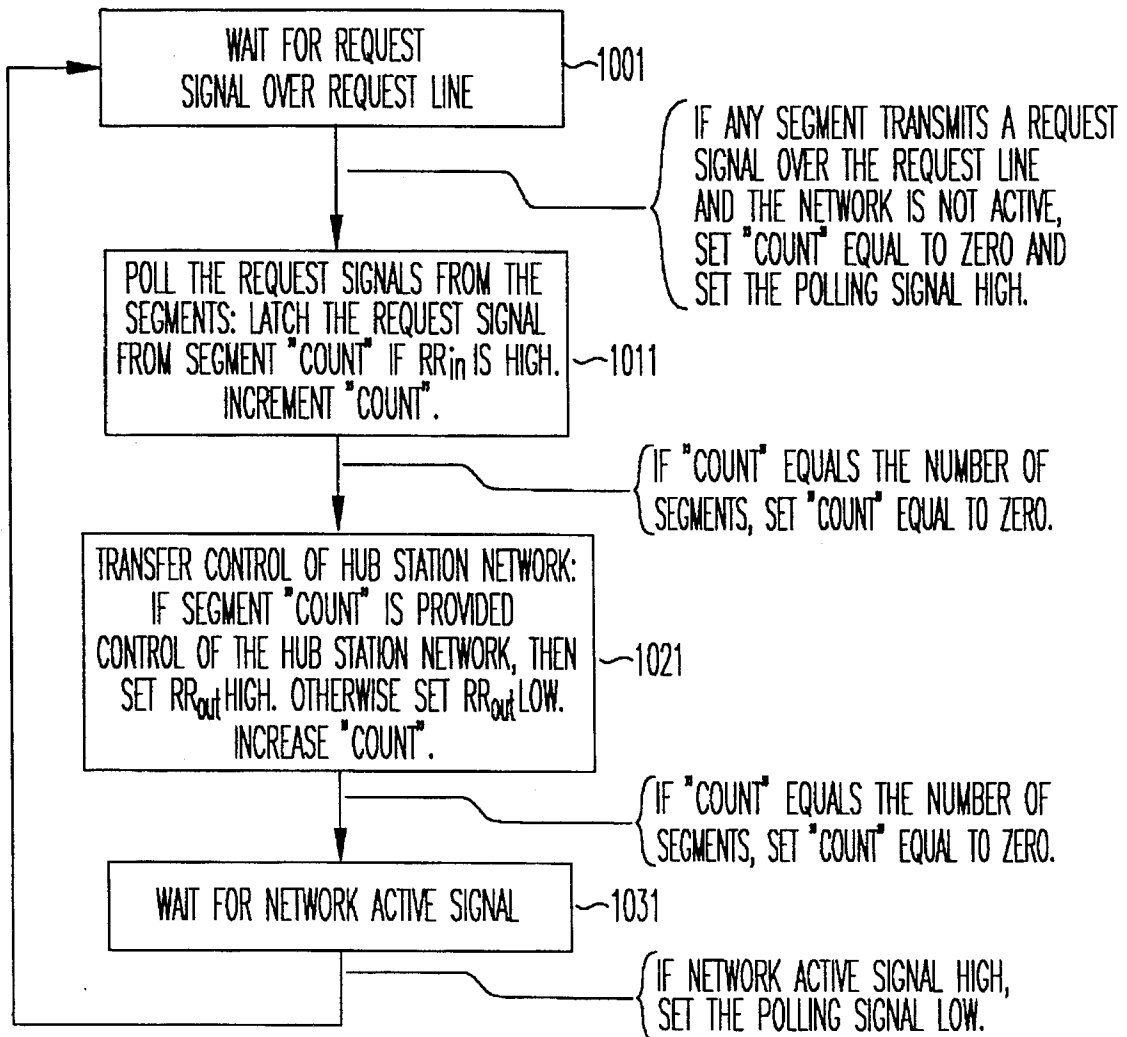 WAIT FOR REQUEST
SIGNAL OVER REQUEST LINE
1001
IF ANY SEGMENT TRANSMITS A REQUEST
SIGNAL OVER THE REQUEST LINE
AND THE NETWORK IS NOT ACTIVE,
SET "COUNT" EQUAL TO ZERO AND
SET THE POLLING SIGNAL HIGH.
POLL THE REQUEST SIGNALS FROM THE
SEGMENTS: LATCH THE REQUEST SIGNAL
FROM SEGMENT "COUNT" IF RRin IS HIGH.
INCREMENT "COUNT".
1011
IF "COUNT" EQUALS THE NUMBER OF
SEGMENTS, SET "COUNT" EQUAL TO ZERO.
TRANSFER CONTROL OF HUB STATION NETWORK:
IF SEGMENT "COUNT" IS PROVIDED
CONTROL OF THE HUB STATION NETWORK, THEN
SET RRout HIGH. OTHERWISE SET RRout LOW.
INCREASE "COUNT".
1021
IF "COUNT" EQUALS THE NUMBER OF
SEGMENTS, SET "COUNT" EQUAL TO ZERO.
WAIT FOR NETWORK ACTIVE SIGNAL
1031
IF NETWORK ACTIVE SIGNAL HIGH,
SET THE POLLING SIGNAL LOW.